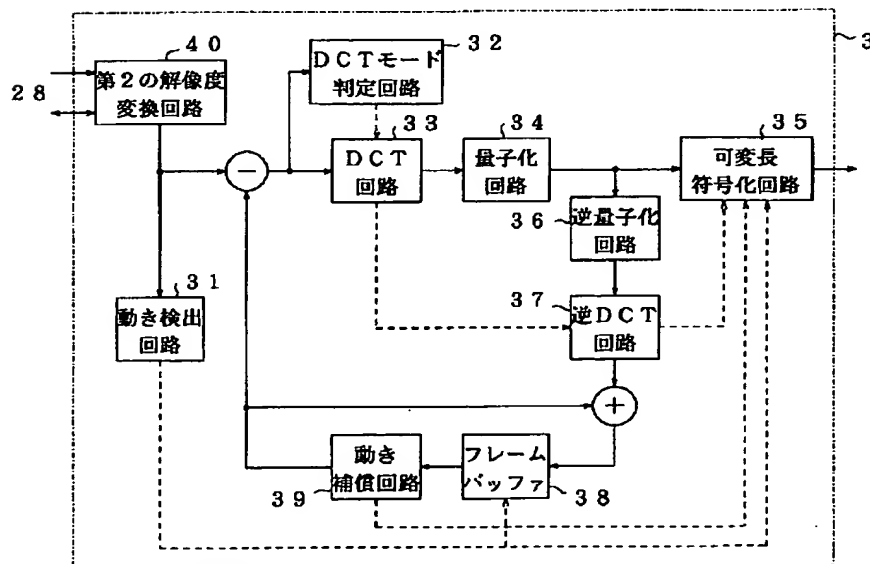 40
32
3
第2の解像度
変換回路
28
DCTモード
判定回路
33
34
35
DCT
回路
量子化
回路
可変長
符号化回路
36
逆量子化
回路
31
動き検出
回路
37
逆DCT
回路
動き
補償回路
39
フレーム
バッファ
38